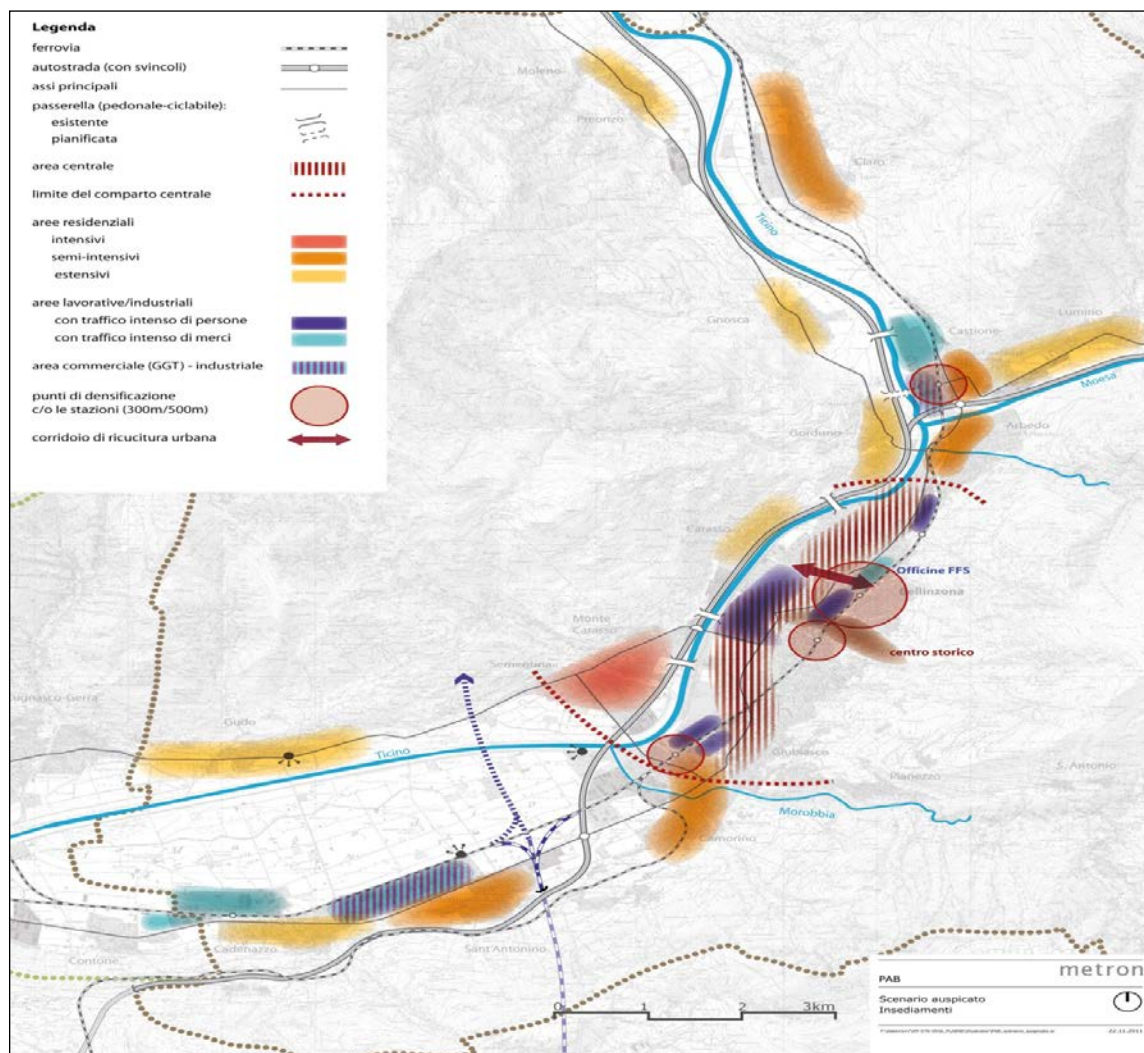 Legenda
ferrovia
autostrada (con svincoli)
assi principali
passerella (pedonale-ciclabile):
esistente
pianificata
area centrale
limite del comparto centrale
aree residenziali
intensivi
semi-intensivi
estensivi
aree lavorative/industriali
con traffico intenso di persone
con traffico intenso di merci
area commerciale (GGT) - industriale
punti di densificazione
c/o le stazioni (300m/500m)
corridoio di ricucitura urbana
Moleno
Preonzo
Claro
Ticino
Gnosca
Castione
Lumino
Moesa
Gorduno
Arbedo
Carasso
Officine FFS
Bellinzona
centro storico
Monte
Carasso
Sementina
Gudo
Ticino
Giubiasco
Pianezzo
S. Antonio
Morobbia
Camorino
Cadenazzo
Sant'Antonino
Contone
0 1 2 3km
metron
PAB
Scenario auspicato
Insediamenti
22.11.2011